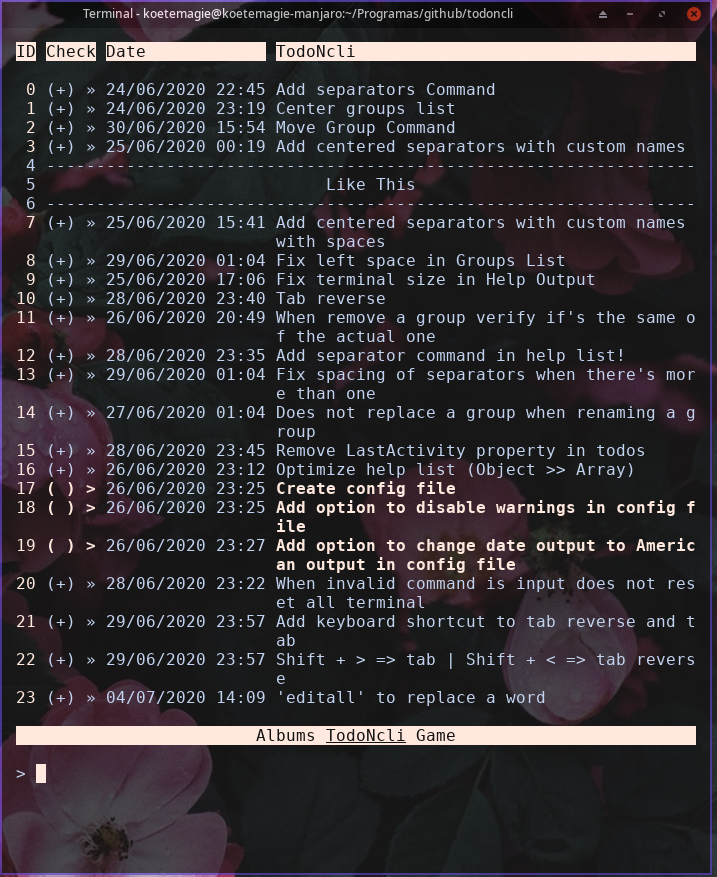 Terminal - koetemagie@koetemagie-manjaro:~/Programas/github/todoncli
ID Check Date TodoNcli
0 (+) » 24/06/2020 22:45 Add separators Command
1 (+) » 24/06/2020 23:19 Center groups list
2 (+) » 30/06/2020 15:54 Move Group Command
3 (+) » 25/06/2020 00:19 Add centered separators with custom names
4 -----------------------------------------------------------------
5 Like This
6 -----------------------------------------------------------------
7 (+) » 25/06/2020 15:41 Add centered separators with custom names
with spaces
8 (+) » 29/06/2020 01:04 Fix left space in Groups List
9 (+) » 25/06/2020 17:06 Fix terminal size in Help Output
10 (+) » 28/06/2020 23:40 Tab reverse
11 (+) » 26/06/2020 20:49 When remove a group verify if's the same o
f the actual one
12 (+) » 28/06/2020 23:35 Add separator command in help list!
13 (+) » 29/06/2020 01:04 Fix spacing of separators when there's mor
e than one
14 (+) » 27/06/2020 01:04 Does not replace a group when renaming a g
roup
15 (+) » 28/06/2020 23:45 Remove LastActivity property in todos
16 (+) » 26/06/2020 23:12 Optimize help list (Object >> Array)
17 ( ) > 26/06/2020 23:25 Create config file
18 ( ) > 26/06/2020 23:25 Add option to disable warnings in config f
ile
19 ( ) > 26/06/2020 23:27 Add option to change date output to Americ
an output in config file
20 (+) » 28/06/2020 23:22 When invalid command is input does not res
et all terminal
21 (+) » 29/06/2020 23:57 Add keyboard shortcut to tab reverse and t
ab
22 (+) » 29/06/2020 23:57 Shift + > => tab | Shift + < => tab revers
e
23 (+) » 04/07/2020 14:09 'editall' to replace a word
Albums TodoNcli Game
>